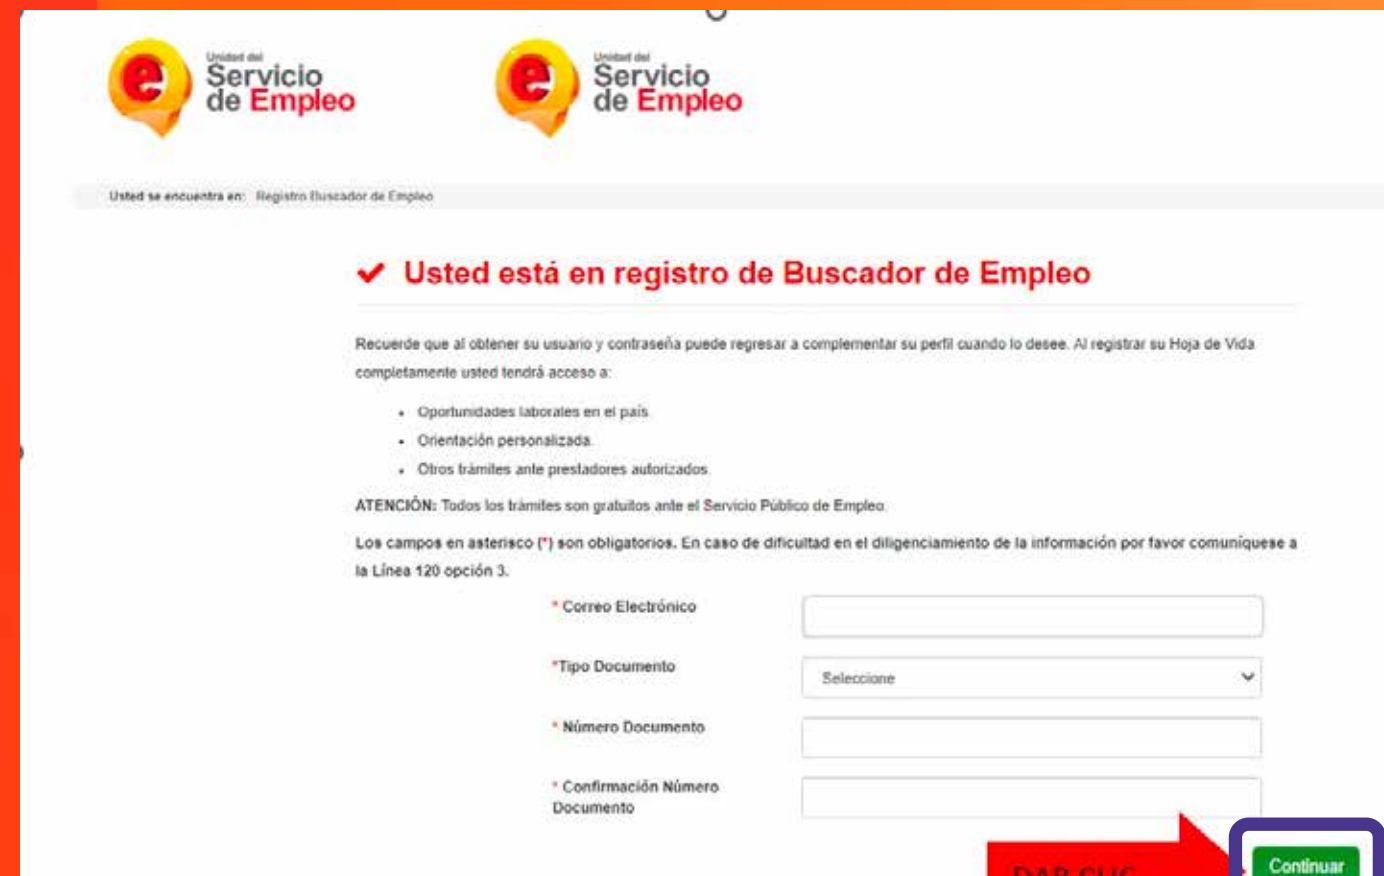 Unidad del
Servicio
de Empleo
Unidad del
Servicio
de Empleo
Usted se encuentra en: Registro Buscador de Empleo
Usted está en registro de Buscador de Empleo
Recuerde que al obtener su usuario y contraseña puede regresar a complementar su perfil cuando lo desee. Al registrar su Hoja de Vida
completamente usted tendrá acceso a:
• Oportunidades laborales en el país.
• Orientación personalizada.
• Otros trámites ante prestadores autorizados.
ATENCIÓN: Todos los trámites son gratuitos ante el Servicio Público de Empleo.
Los campos en asterisco (*) son obligatorios. En caso de dificultad en el diligenciamiento de la información por favor comuníquese a
la Línea 120 opción 3.
* Correo Electrónico
*Tipo Documento
Seleccione
* Número Documento
* Confirmación Número
Documento
DAR CLIC
Continuar